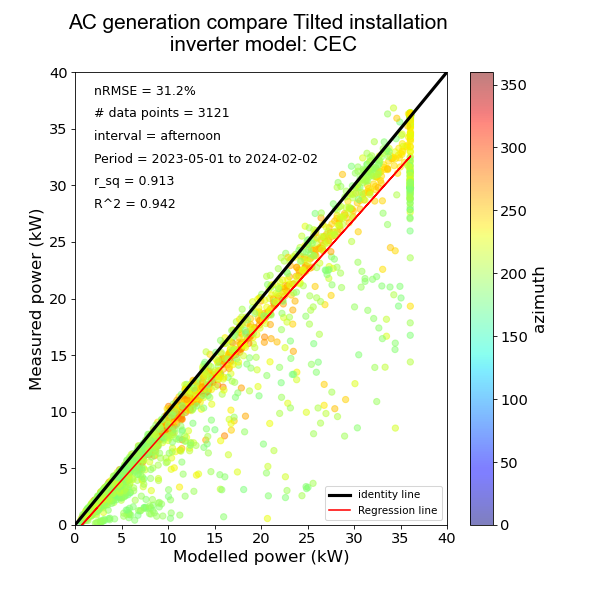 AC generation compare Tilted installation
inverter model: CEC
nRMSE = 31.2%
# data points = 3121
interval = afternoon
Period = 2023-05-01 to 2024-02-02
r_sq = 0.913
R^2 = 0.942
Measured power (kW)
40
35
30
25
20
15
10
5
0
0 5 10 15 20 25 30 35 40
Modelled power (kW)
identity line
Regression line
350
300
250
200
150
100
50
0
azimuth